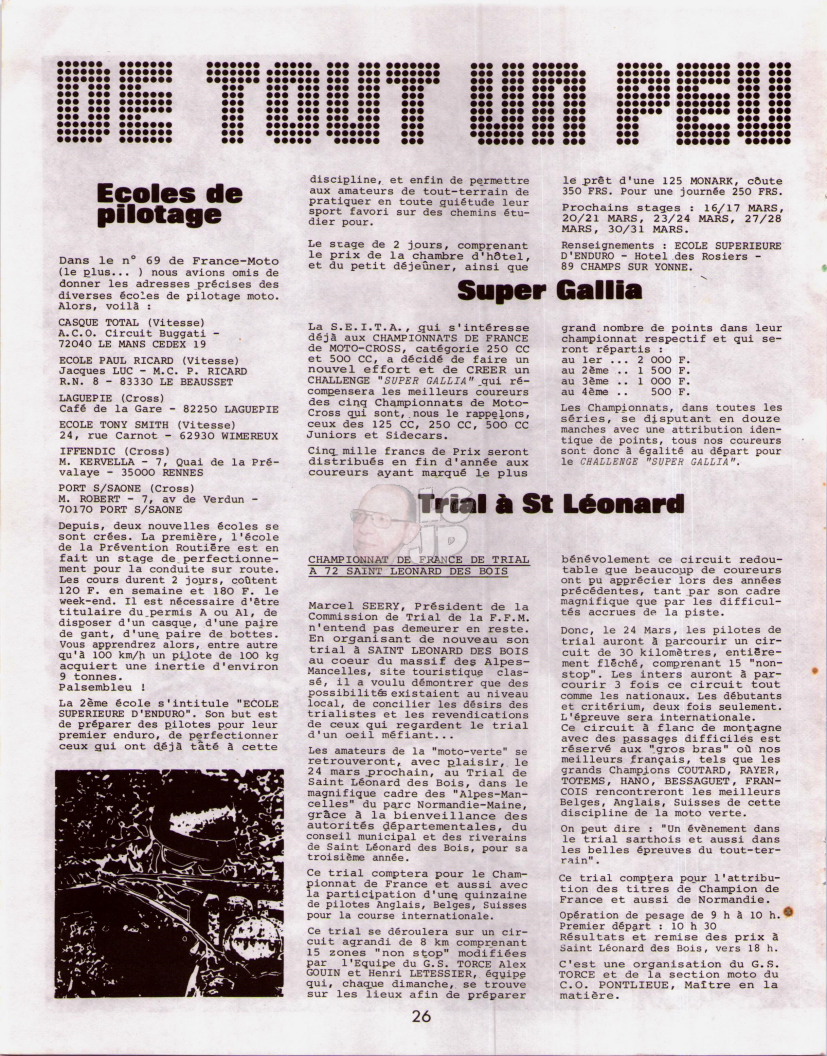 DE TOUT UN PEU
Ecoles de
pilotage
Dans le n° 69 de France-Moto
(le plus... ) nous avions omis de
donner les adresses précises des
diverses écoles de pilotage moto.
Alors, voilà :
CASQUE TOTAL (Vitesse)
A.C.O. Circuit Buggati -
72040 LE MANS CEDEX 19
ECOLE PAUL RICARD (Vitesse)
Jacques LUC - M.C. P. RICARD
R.N. 8 - 83330 LE BEAUSSET
LAGUEPIE (Cross)
Café de la Gare - 82250 LAGUEPIE
ECOLE TONY SMITH (Vitesse)
24, rue Carnot - 62930 WIMEREUX
IFFENDIC (Cross)
M. KERVELLA - 7, Quai de la Pré-
valaye - 35000 RENNES
PORT S/SAONE (Cross)
M. ROBERT - 7, av de Verdun -
70170 PORT S/SAONE
Depuis, deux nouvelles écoles se
sont crées. La première, l'école
de la Prévention Routière est en
fait un stage de perfectionne-
ment pour la conduite sur route.
Les cours durent 2 jours, coûtent
120 F. en semaine et 180 F. le
week-end. Il est nécessaire d'être
titulaire du permis A ou A1, de
disposer d'un casque, d'une paire
de gant, d'une paire de bottes.
Vous apprendrez alors, entre autre
qu'à 100 km/h un pilote de 100 kg
acquiert une inertie d'environ
9 tonnes.
Palsembleu !
La 2ème école s'intitule "ECOLE
SUPERIEURE D'ENDURO". Son but est
de préparer des pilotes pour leur
premier enduro, de perfectionner
ceux qui ont déjà tâté à cette
discipline, et enfin de permettre
aux amateurs de tout-terrain de
pratiquer en toute quiétude leur
sport favori sur des chemins étu-
dier pour.
Le stage de 2 jours, comprenant
le prix de la chambre d'hôtel,
et du petit déjeûner, ainsi que
le prêt d'une 125 MONARK, côute
350 FRS. Pour une journée 250 FRS.
Prochains stages : 16/17 MARS,
20/21 MARS, 23/24 MARS, 27/28
MARS, 30/31 MARS.
Renseignements : ECOLE SUPERIEURE
D'ENDURO - Hotel des Rosiers -
89 CHAMPS SUR YONNE.
Super Gallia
La S.E.I.T.A., qui s'intéresse
déjà aux CHAMPIONNATS DE FRANCE
de MOTO-CROSS, catégorie 250 CC
et 500 CC, a décidé de faire un
nouvel effort et de CREER un
CHALLENGE "SUPER GALLIA" qui ré-
compensera les meilleurs coureurs
des cinq Championnats de Moto-
Cross qui sont, nous le rappelons,
ceux des 125 CC, 250 CC, 500 CC
Juniors et Sidecars.
Cinq mille francs de Prix seront
distribués en fin d'année aux
coureurs ayant marqué le plus
grand nombre de points dans leur
championnat respectif et qui se-
ront répartis :
au 1er ... 2 000 F.
au 2ème .. 1 500 F.
au 3ème .. 1 000 F.
au 4ème .. 500 F.
Les Championnats, dans toutes les
séries, se disputant en douze
manches avec une attribution iden-
tique de points, tous nos coureurs
sont donc à égalité au départ pour
le CHALLENGE "SUPER GALLIA".
Trial à St Léonard
CHAMPIONNAT DE FRANCE DE TRIAL
A 72 SAINT LEONARD DES BOIS
Marcel SEERY, Président de la
Commission de Trial de la F.F.M.
n'entend pas demeurer en reste.
En organisant de nouveau son
trial à SAINT LEONARD DES BOIS
au coeur du massif des Alpes-
Mancelles, site touristique clas-
sé, il a voulu démontrer que des
possibilités existaient au niveau
local, de concilier les désirs des
trialistes et les revendications
de ceux qui regardent le trial
d'un oeil méfiant...
Les amateurs de la "moto-verte" se
retrouveront, avec plaisir, le
24 mars prochain, au Trial de
Saint Léonard des Bois, dans le
magnifique cadre des "Alpes-Man-
celles" du parc Normandie-Maine,
grâce à la bienveillance des
autorités départementales, du
conseil municipal et des riverains
de Saint Léonard des Bois, pour sa
troisième année.
Ce trial comptera pour le Cham-
pionnat de France et aussi avec
la participation d'une quinzaine
de pilotes Anglais, Belges, Suisses
pour la course internationale.
Ce trial se déroulera sur un cir-
cuit agrandi de 8 km comprenant
15 zones "non stop" modifiées
par l'Equipe du G.S. TORCE Alex
GOUIN et Henri LETESSIER, équipe
qui, chaque dimanche, se trouve
sur les lieux afin de préparer
bénévolement ce circuit redou-
table que beaucoup de coureurs
ont pu apprécier lors des années
précédentes, tant par son cadre
magnifique que par les difficul-
tés accrues de la piste.
Donc, le 24 Mars, les pilotes de
trial auront à parcourir un cir-
cuit de 30 kilomètres, entière-
ment fléché, comprenant 15 "non-
stop". Les inters auront à par-
courir 3 fois ce circuit tout
comme les nationaux. Les débutants
et critérium, deux fois seulement.
L'épreuve sera internationale.
Ce circuit à flanc de montagne
avec des passages difficiles est
réservé aux "gros bras" où nos
meilleurs français, tels que les
grands Champions COUTARD, RAYER,
TOTEMS, HANO, BESSAGUET, FRAN-
COIS rencontreront les meilleurs
Belges, Anglais, Suisses de cette
discipline de la moto verte.
On peut dire : "Un évènement dans
le trial sarthois et aussi dans
les belles épreuves du tout-ter-
rain".
Ce trial comptera pour l'attribu-
tion des titres de Champion de
France et aussi de Normandie.
Opération de pesage de 9 h à 10 h.
Premier départ : 10 h 30
Résultats et remise des prix à
Saint Léonard des Bois, vers 18 h.
C'est une organisation du G.S.
TORCE et de la section moto du
C.O. PONTLIEUE, Maître en la
matière.
26